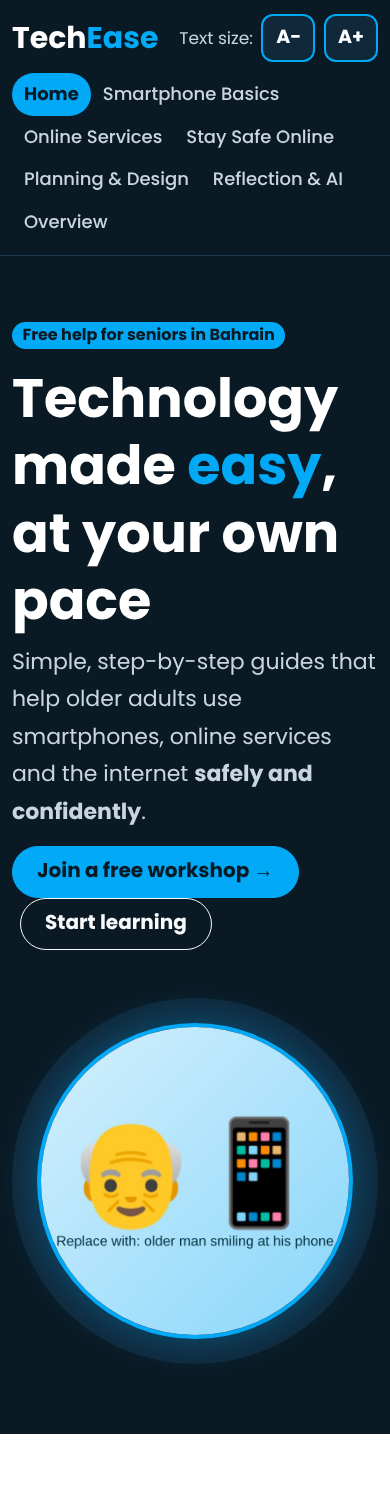 TechEase
Text size: A− A+
Home Smartphone Basics
Online Services Stay Safe Online
Planning & Design Reflection & AI
Overview
Free help for seniors in Bahrain
Technology
made easy,
at your own
pace
Simple, step-by-step guides that
help older adults use
smartphones, online services
and the internet safely and
confidently.
Join a free workshop →
Start learning
Replace with: older man smiling at his phone